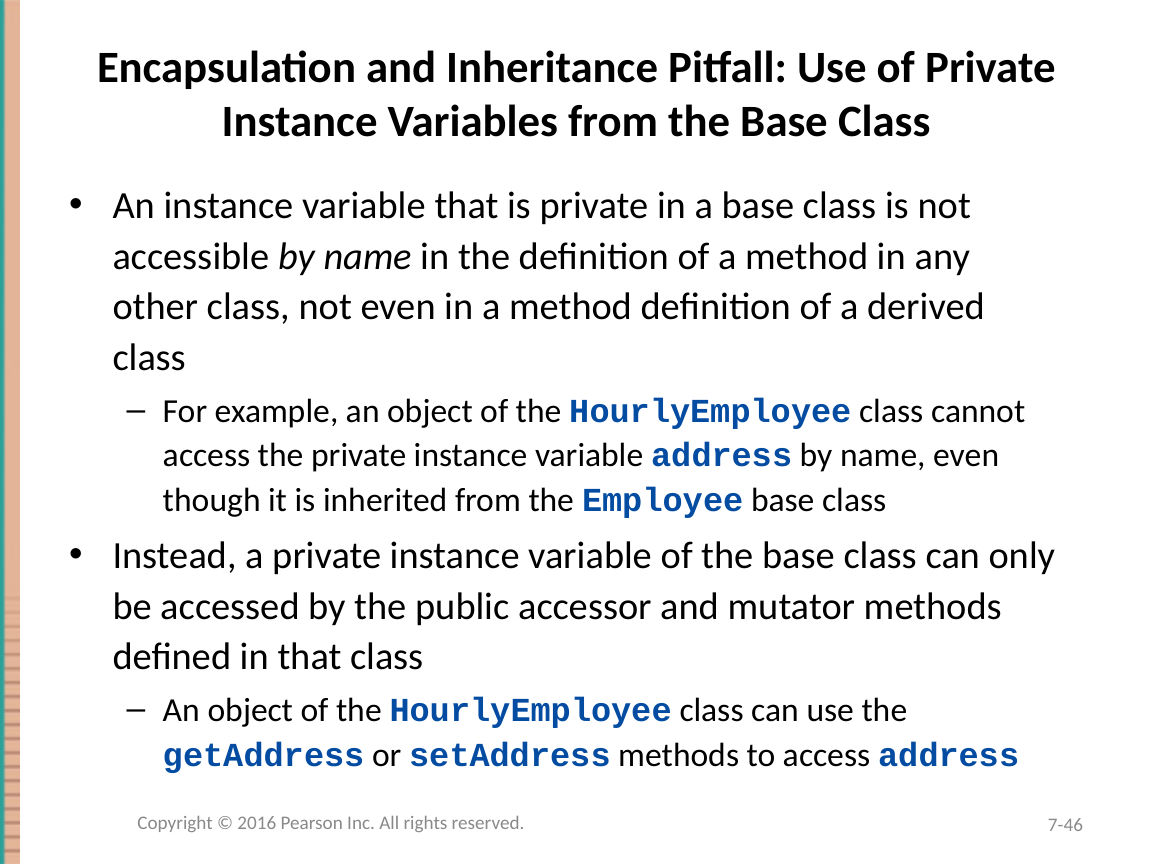 Encapsulation and Inheritance Pitfall: Use of Private
Instance Variables from the Base Class
• An instance variable that is private in a base class is not
accessible by name in the definition of a method in any
other class, not even in a method definition of a derived
class
– For example, an object of the HourlyEmployee class cannot
access the private instance variable address by name, even
though it is inherited from the Employee base class
• Instead, a private instance variable of the base class can only
be accessed by the public accessor and mutator methods
defined in that class
– An object of the HourlyEmployee class can use the
getAddress or setAddress methods to access address
Copyright © 2016 Pearson Inc. All rights reserved.
7-46